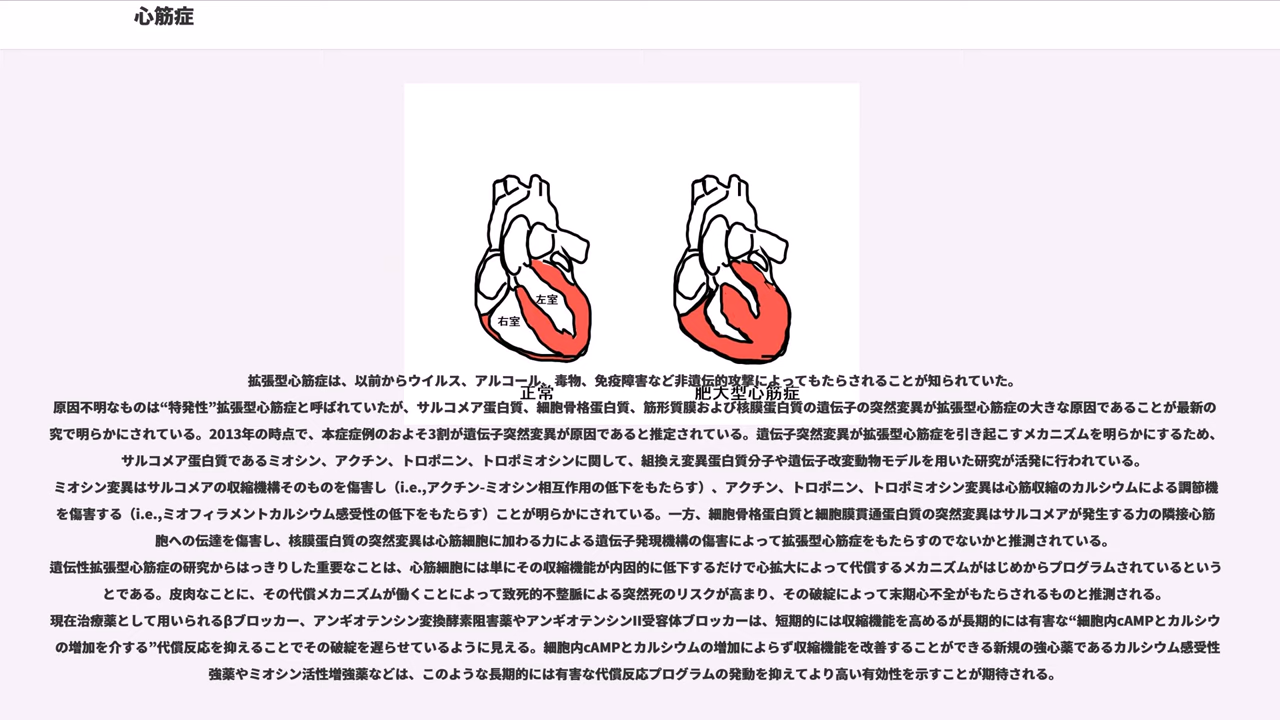 心筋症
左室
右室
拡張型心筋症は、以前からウイルス、アルコール、毒物、免疫障害など非遺伝的攻撃によってもたらされることが知られていた。
正常
肥大型心筋症
原因不明なものは“特発性”拡張型心筋症と呼ばれていたが、サルコメア蛋白質、細胞骨格蛋白質、筋形質膜および核膜蛋白質の遺伝子の突然変異が拡張型心筋症の大きな原因であることが最新の
究で明らかにされている。2013年の時点で、本症症例のおよそ3割が遺伝子突然変異が原因であると推定されている。遺伝子突然変異が拡張型心筋症を引き起こすメカニズムを明らかにするため、
サルコメア蛋白質であるミオシン、アクチン、トロポニン、トロポミオシンに関して、組換え変異蛋白質分子や遺伝子改変動物モデルを用いた研究が活発に行われている。
ミオシン変異はサルコメアの収縮機構そのものを傷害し（i.e.,アクチン-ミオシン相互作用の低下をもたらす）、アクチン、トロポニン、トロポミオシン変異は心筋収縮のカルシウムによる調節機
を傷害する（i.e.,ミオフィラメントカルシウム感受性の低下をもたらす）ことが明らかにされている。一方、細胞骨格蛋白質と細胞膜貫通蛋白質の突然変異はサルコメアが発生する力の隣接心筋
胞への伝達を傷害し、核膜蛋白質の突然変異は心筋細胞に加わる力による遺伝子発現機構の傷害によって拡張型心筋症をもたらすのでないかと推測されている。
遺伝性拡張型心筋症の研究からはっきりした重要なことは、心筋細胞には単にその収縮機能が内因的に低下するだけで心拡大によって代償するメカニズムがはじめからプログラムされているという
とである。皮肉なことに、その代償メカニズムが働くことによって致死的不整脈による突然死のリスクが高まり、その破綻によって末期心不全がもたらされるものと推測される。
現在治療薬として用いられるβブロッカー、アンギオテンシン変換酵素阻害薬やアンギオテンシンII受容体ブロッカーは、短期的には収縮機能を高めるが長期的には有害な“細胞内cAMPとカルシウ
の増加を介する”代償反応を抑えることでその破綻を遅らせているように見える。細胞内cAMPとカルシウムの増加によらず収縮機能を改善することができる新規の強心薬であるカルシウム感受性
強薬やミオシン活性増強薬などは、このような長期的には有害な代償反応プログラムの発動を抑えてより高い有効性を示すことが期待される。